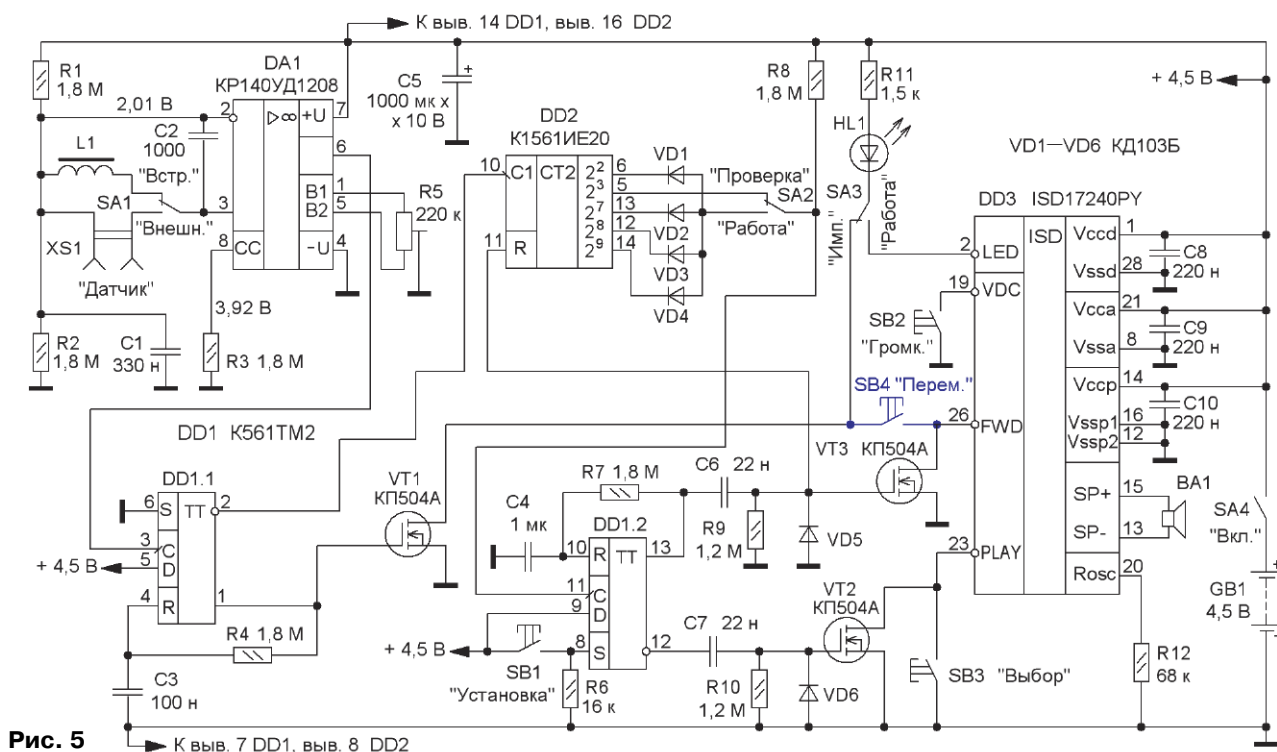 К выв. 14 DD1, выв. 16 DD2
R1
1,8 М
2,01 В
C2
1000
DA1
КР140УД1208
2
▷∞
+U
7
6
B1
1
B2
5
-U
4
3
8
CC
L1
"Встр."
SA1
"Внешн."
XS1
"Датчик"
3,92 В
R2
1,8 М
C1
330 н
R3 1,8 М
R5
220 к
C5
1000 мк х
х 10 В
DD2
К1561ИЕ20
10
C1
CT2
11
R
2² 6
2³ 5
2⁷ 13
2⁸ 12
2⁹ 14
VD1
VD2
VD3
VD4
"Проверка"
SA2
"Работа"
R8
1,8 М
R11
1,5 к
HL1
SA3
"Имп."
"Работа"
+ 4,5 В
VD1—VD6 КД103Б
DD3 ISD17240PY
ISD
2
LED
19
VDC
26
FWD
23
PLAY
Vccd 1
Vssd 28
Vcca 21
Vssa 8
Vccp 14
Vssp1 16
Vssp2 12
SP+ 15
SP- 13
Rosc 20
C8
220 н
C9
220 н
C10
220 н
BA1
SA4
"Вкл."
GB1
4,5 В
R12
68 к
SB2
"Громк."
SB4 "Перем."
VT3
КП504А
DD1 К561ТМ2
DD1.1
6
S
TT
2
3
C
5
D
4
R
1
+ 4,5 В
R4 1,8 М
C3
100 н
VT1
КП504А
C4
1 мк
R7 1,8 М
DD1.2
10
R
TT
13
11
C
9
D
8
S
12
+ 4,5 В
SB1
"Установка"
R6
16 к
C6
22 н
R9
1,2 М
VD5
C7
22 н
R10
1,2 М
VD6
VT2
КП504А
SB3 "Выбор"
Рис. 5
К выв. 7 DD1, выв. 8 DD2